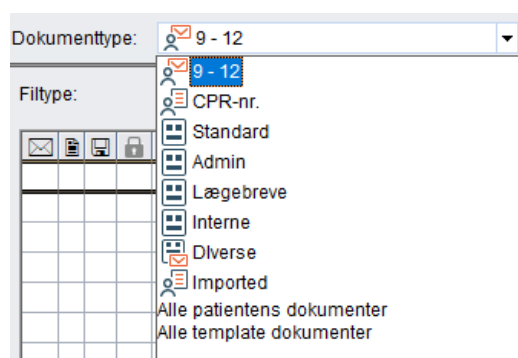 Dokumenttype: 9 - 12
9 - 12
Filtype:
CPR-nr.
Standard
Admin
Lægebreve
Interne
DIverse
Imported
Alle patientens dokumenter
Alle template dokumenter